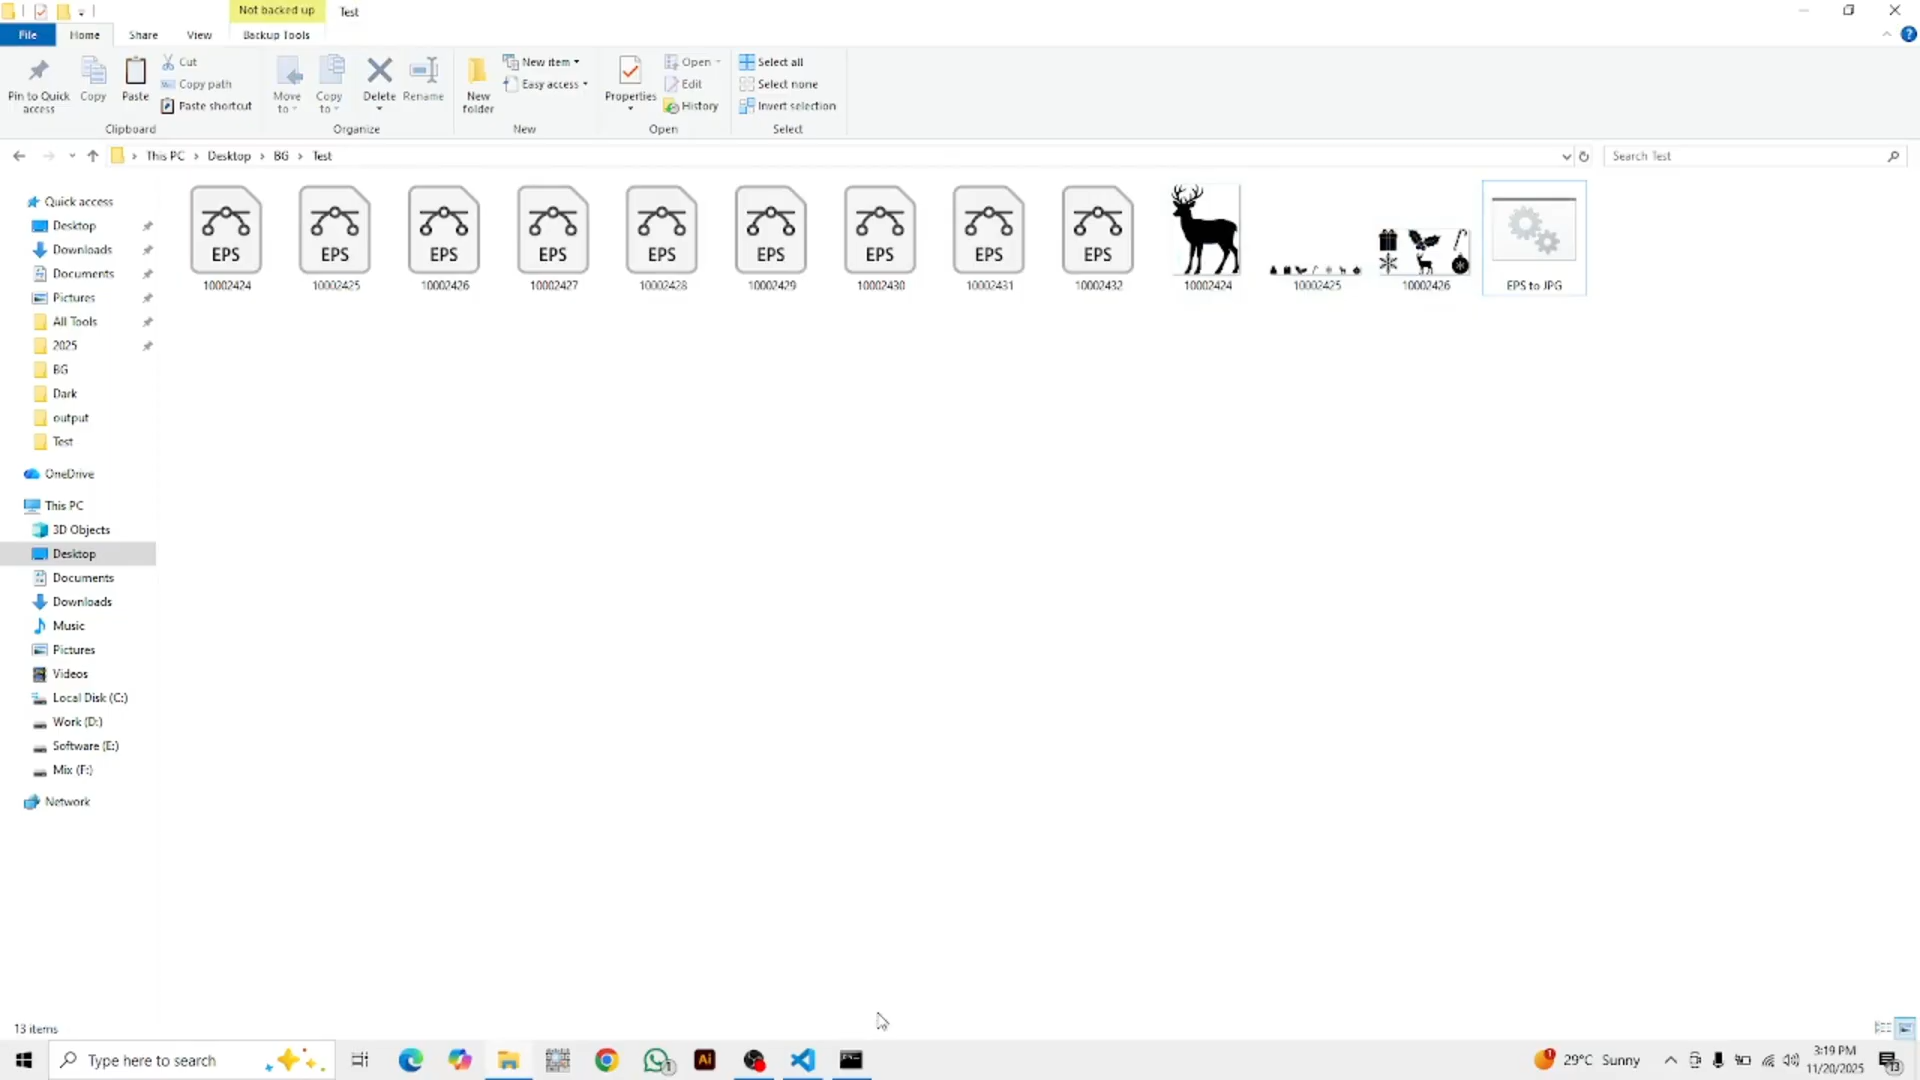 Not backed up
Test
File
Home
Share
View
Backup Tools
Pin to Quick access
Copy
Paste
Cut
Copy path
Paste shortcut
Move to
Copy to
Delete
Rename
New folder
New item
Easy access
Properties
Open
Edit
History
Select all
Select none
Invert selection
Clipboard
Organize
New
Open
Select
This PC
Desktop
BG
Test
Search Test
Quick access
Desktop
Downloads
Documents
Pictures
All Tools
2025
BG
Dark
output
Test
OneDrive
This PC
3D Objects
Desktop
Documents
Downloads
Music
Pictures
Videos
Local Disk (C:)
Work (D:)
Software (E:)
Mix (F:)
Network
EPS
EPS
EPS
EPS
EPS
EPS
EPS
EPS
EPS
10002424
10002425
10002426
10002427
10002428
10002429
10002430
10002431
10002432
10002424
10002425
10002426
EPS to JPG
13 items
Type here to search
1
Ai
1
29°C Sunny
3:19 PM
11/20/2025
13